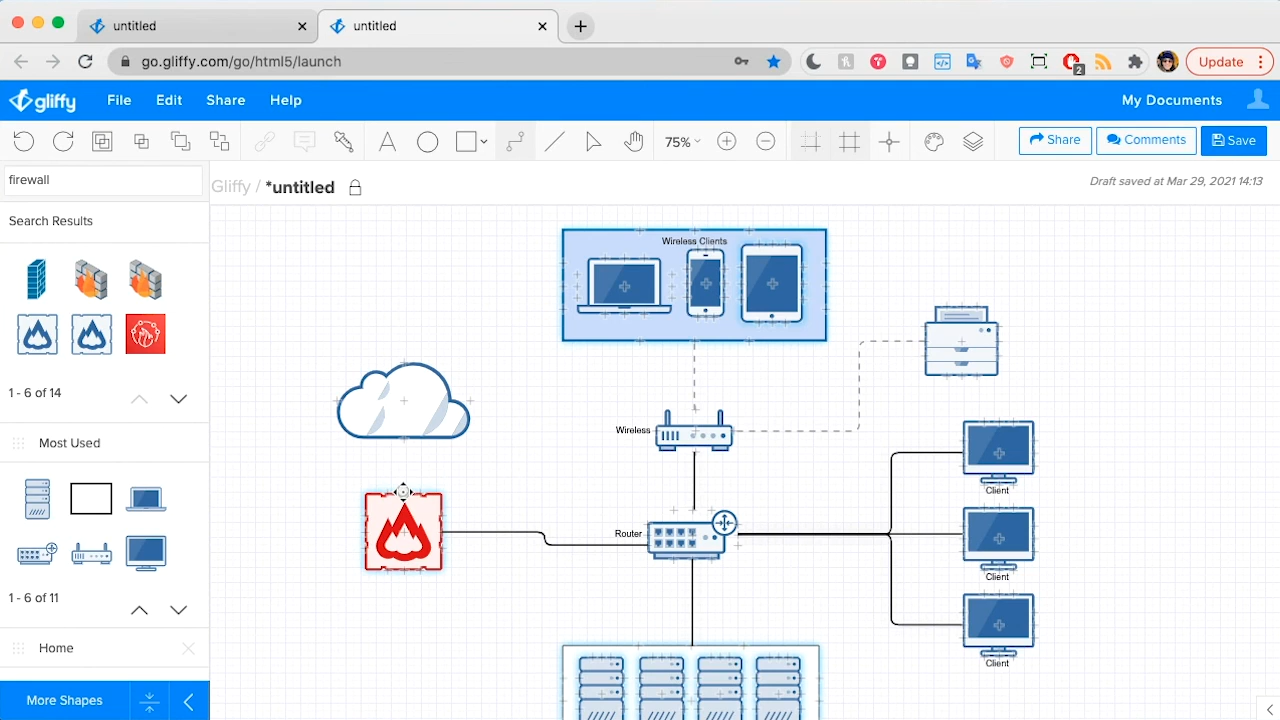 untitled
untitled
go.gliffy.com/go/html5/launch
2
Update
gliffy
File
Edit
Share
Help
My Documents
A
75%
Share
Comments
Save
firewall
Gliffy / *untitled
Draft saved at Mar 29, 2021 14:13
Search Results
1 - 6 of 14
Most Used
1 - 6 of 11
Home
More Shapes
Wireless Clients
Wireless
Router
Client
Client
Client